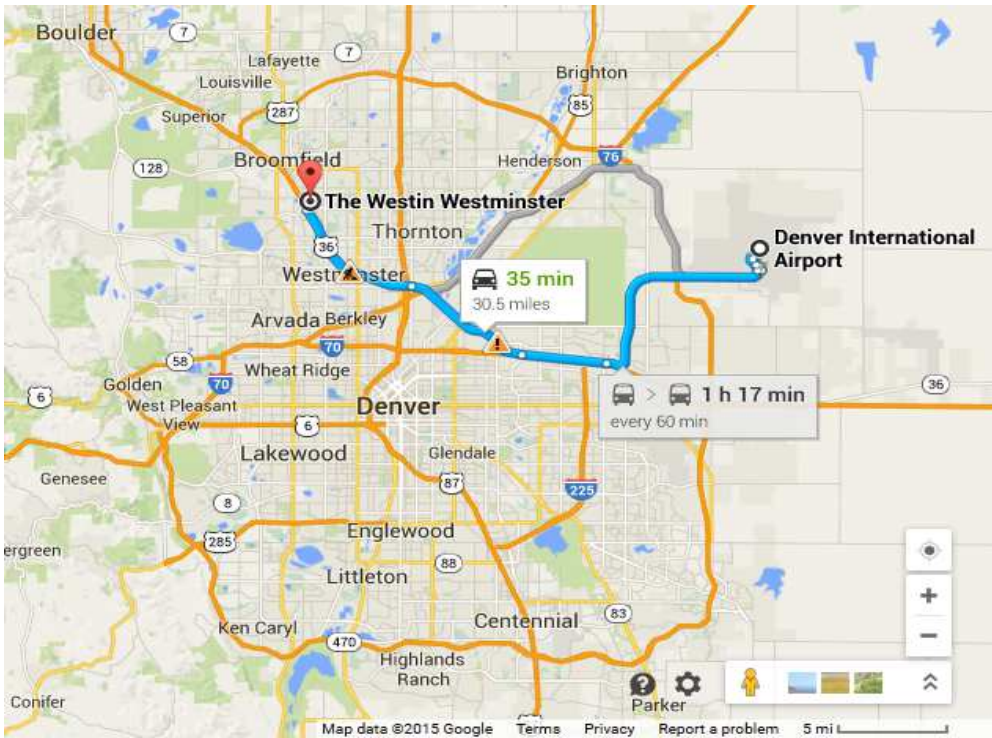 Boulder
7
7
Lafayette
Louisville
Brighton
85
287
Superior
128
Broomfield
Henderson
76
The Westin Westminster
Thornton
36
Denver International
Airport
Westminster
35 min
30.5 miles
Arvada
Berkley
70
58
Wheat Ridge
Golden
70
6
West Pleasant
View
Denver
1 h 17 min
every 60 min
36
6
Lakewood
Glendale
Genesee
87
225
8
Englewood
285
ergreen
88
Littleton
Centennial
83
Ken Caryl
470
Highlands
Ranch
Conifer
Parker
Map data ©2015 Google Terms Privacy Report a problem 5 mi